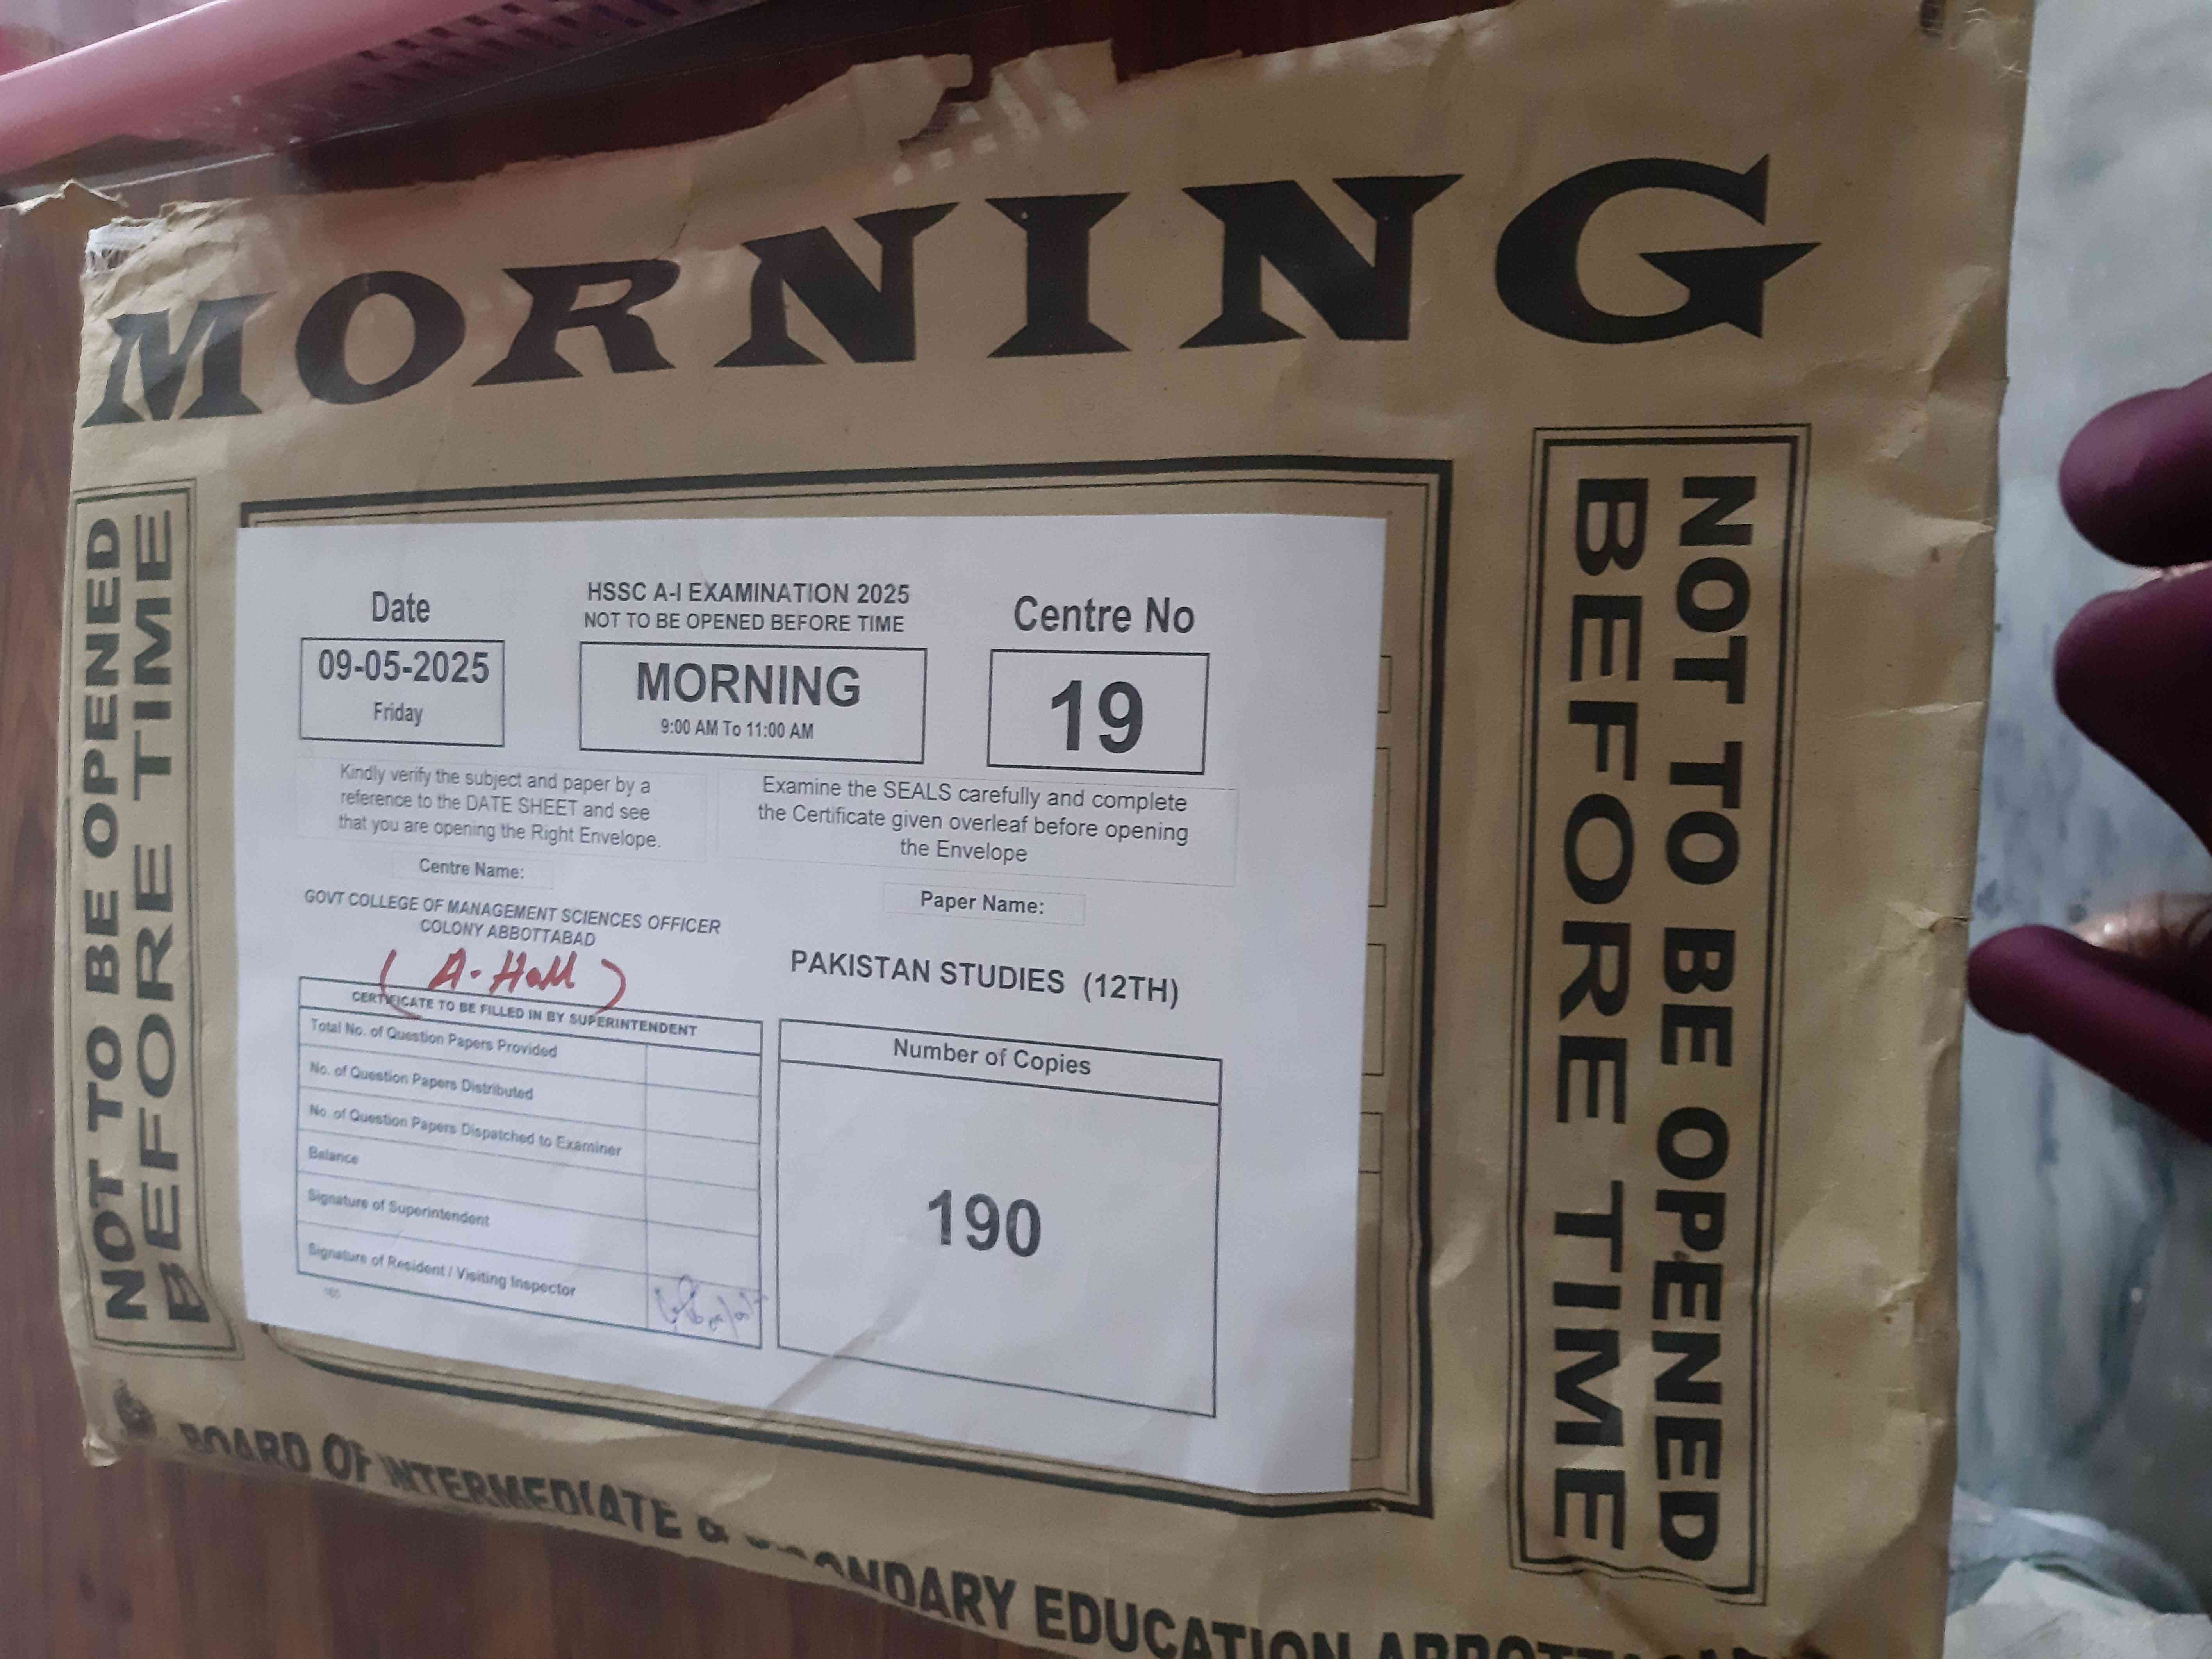 MORNING
NOT TO BE OPENED
BEFORE TIME
Date
09-05-2025
Friday
HSSC A-I EXAMINATION 2025
NOT TO BE OPENED BEFORE TIME
MORNING
9:00 AM To 11:00 AM
Centre No
19
Kindly verify the subject and paper by a
reference to the DATE SHEET and see
that you are opening the Right Envelope.
Examine the SEALS carefully and complete
the Certificate given overleaf before opening
the Envelope
Centre Name:
GOVT COLLEGE OF MANAGEMENT SCIENCES OFFICER
COLONY ABBOTTABAD
(A-Hall)
Paper Name:
PAKISTAN STUDIES (12TH)
CERTIFICATE TO BE FILLED IN BY SUPERINTENDENT
Total No. of Question Papers Provided
No. of Question Papers Distributed
No. of Question Papers Dispatched to Examiner
Balance
Signature of Superintendent
Signature of Resident / Visiting Inspector
Number of Copies
190
NOT TO BE OPENED
BEFORE TIME
BOARD OF INTERMEDIATE & SECONDARY EDUCATION